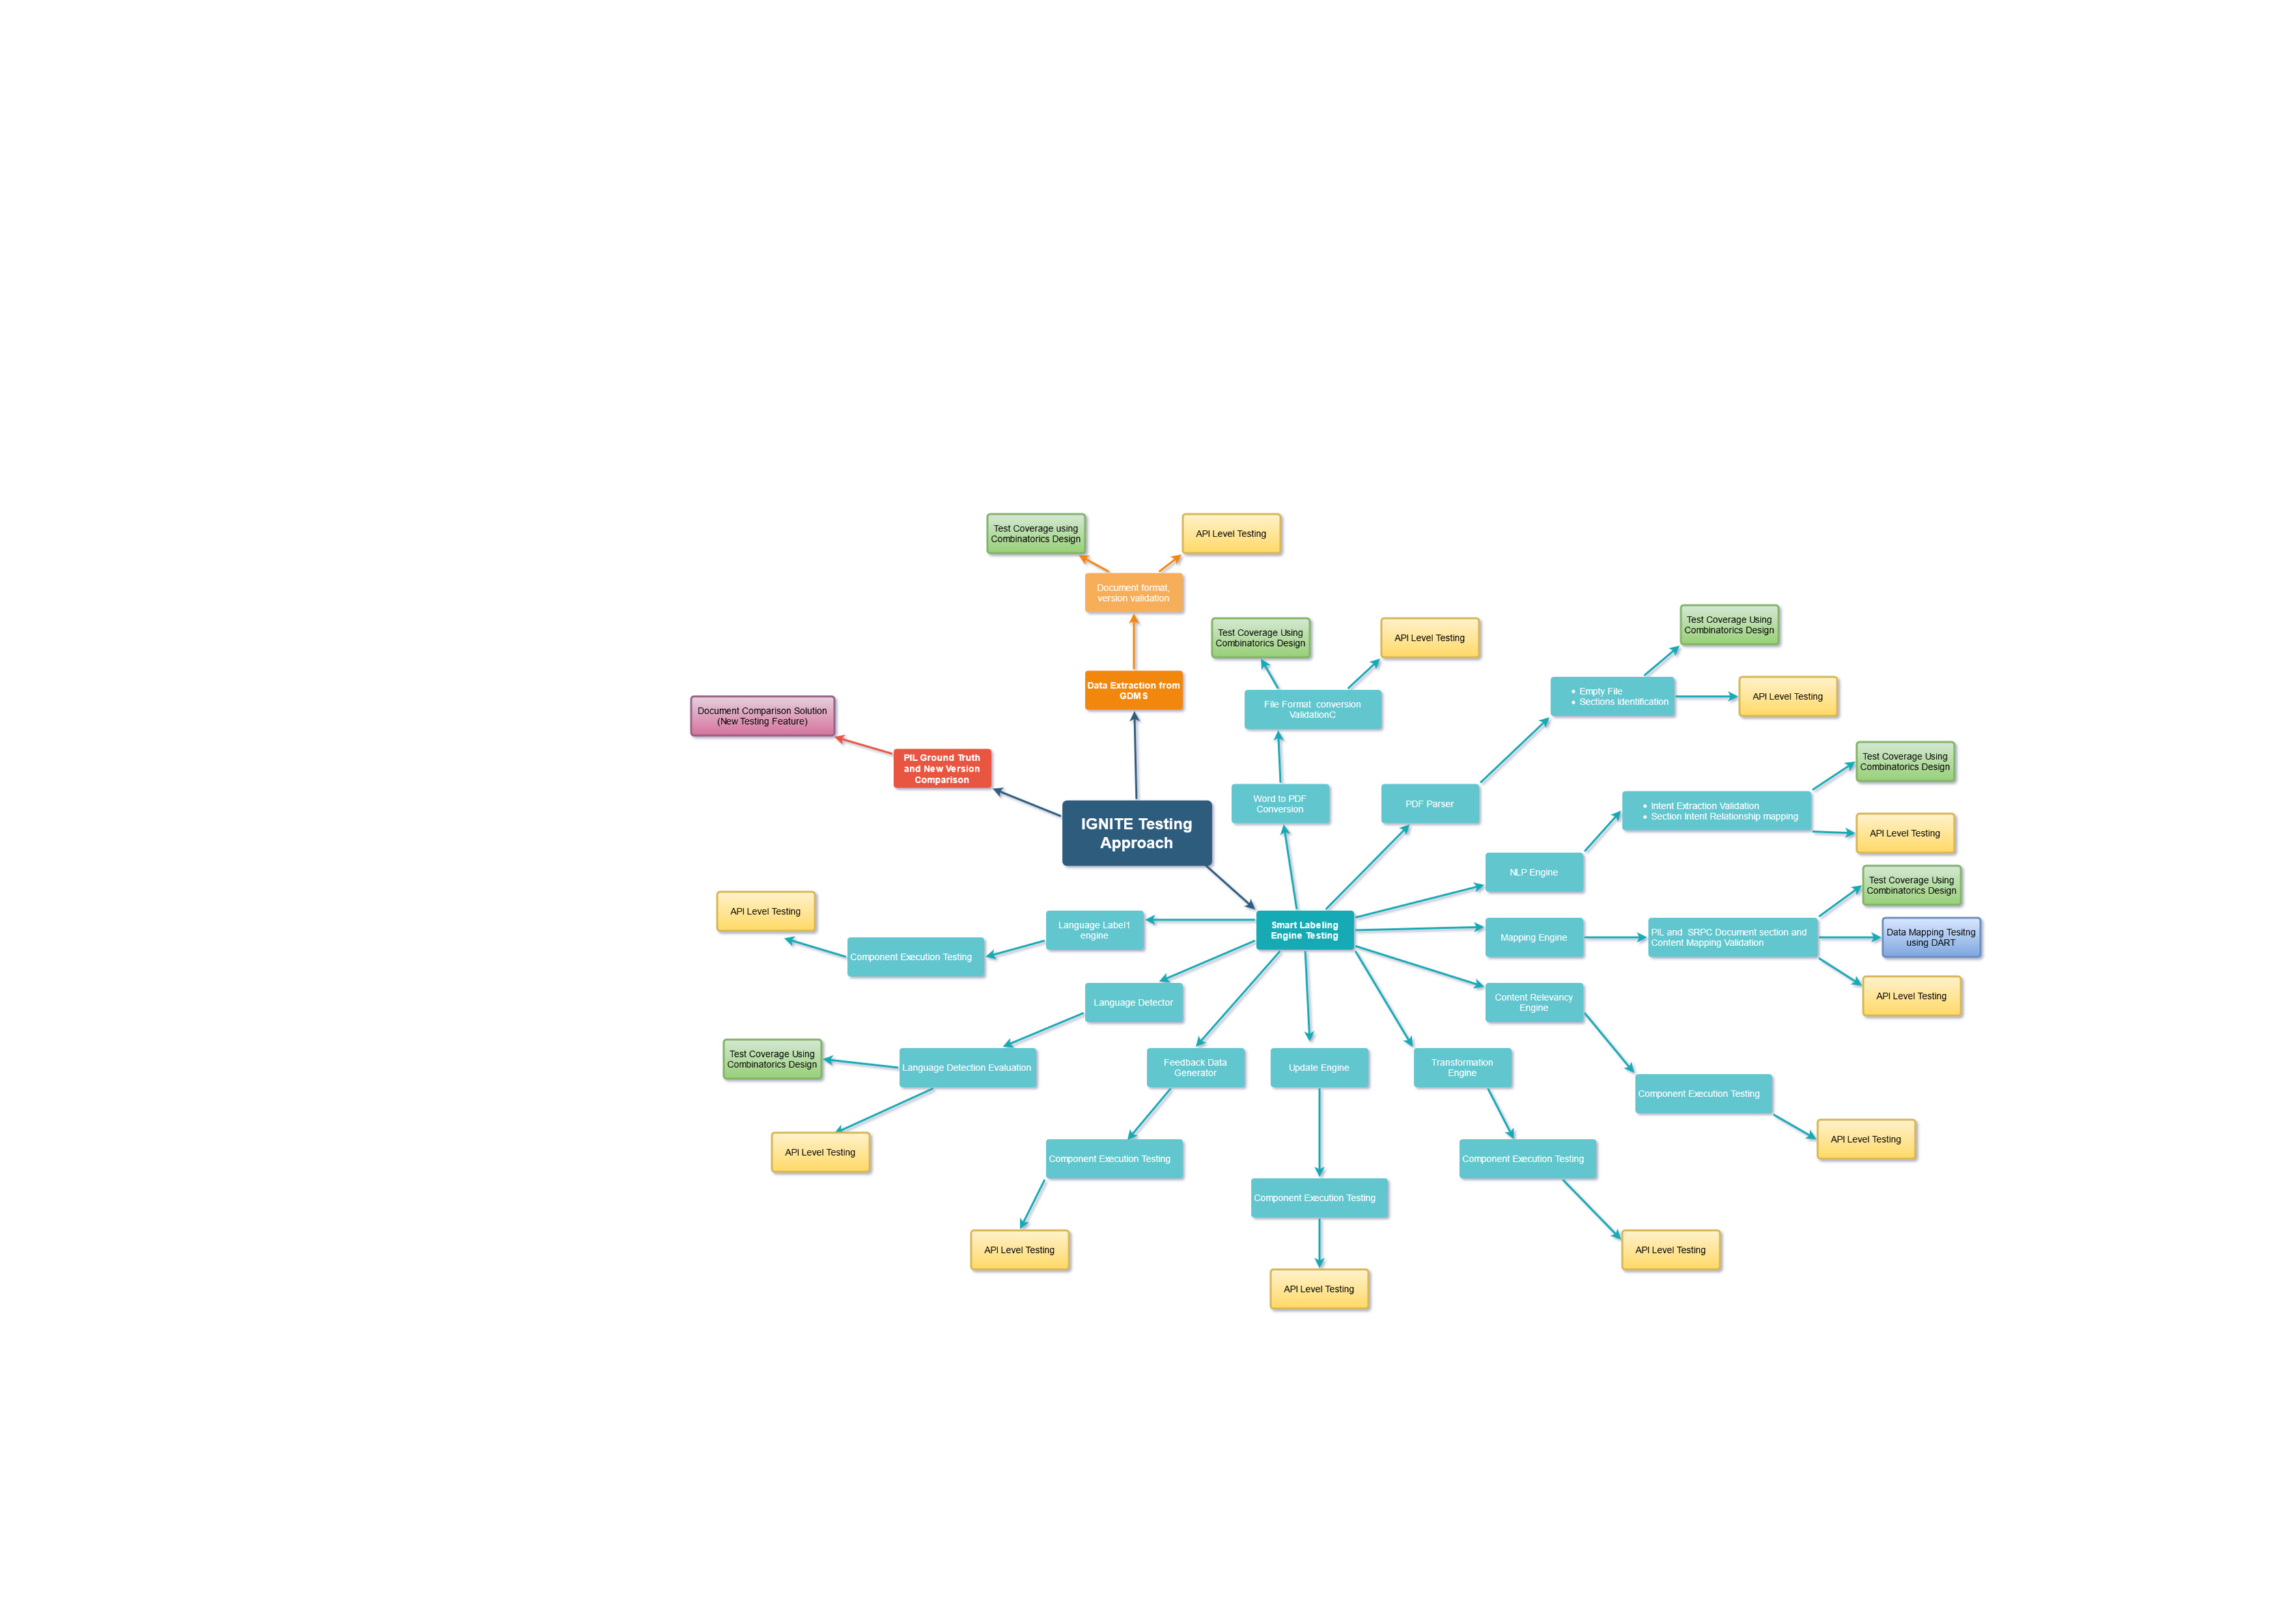 Test Coverage using
Combinatorics Design
API Level Testing
Document format,
version validation
Test Coverage Using
Combinatorics Design
API Level Testing
Test Coverage Using
Combinatorics Design
Data Extraction from
GDMS
Empty File
Sections Identification
API Level Testing
File Format conversion
ValidationC
Document Comparison Solution
(New Testing Feature)
PIL Ground Truth
and New Version
Comparison
Test Coverage Using
Combinatorics Design
Word to PDF
Conversion
PDF Parser
Intent Extraction Validation
Section Intent Relationship mapping
API Level Testing
IGNITE Testing
Approach
NLP Engine
Test Coverage Using
Combinatorics Design
API Level Testing
Language Label1
engine
Smart Labeling
Engine Testing
Mapping Engine
PIL and SRPC Document section and
Content Mapping Validation
Data Mapping Tesitng
using DART
Component Execution Testing
Language Detector
Content Relevancy
Engine
API Level Testing
Test Coverage Using
Combinatorics Design
Language Detection Evaluation
Feedback Data
Generator
Update Engine
Transformation
Engine
Component Execution Testing
API Level Testing
API Level Testing
Component Execution Testing
Component Execution Testing
Component Execution Testing
API Level Testing
API Level Testing
API Level Testing